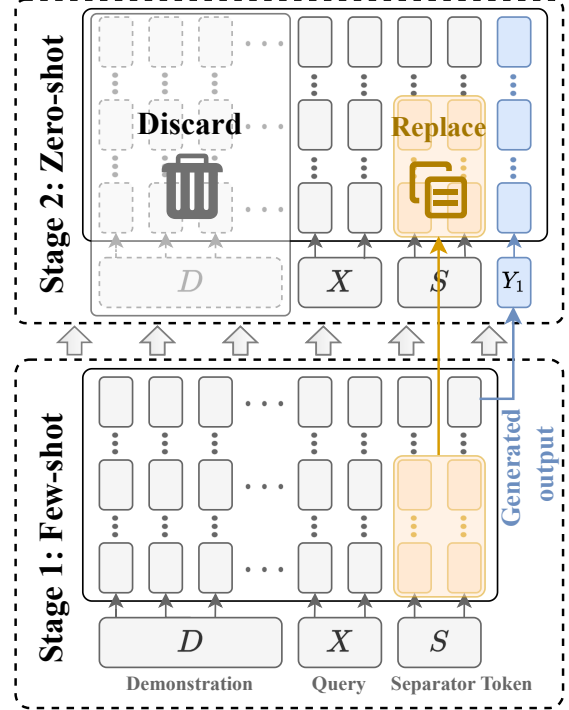 Stage 2: Zero-shot
Discard
Replace
D
X
S
Y1
Stage 1: Few-shot
Generated
output
D
X
S
Demonstration
Query
Separator Token